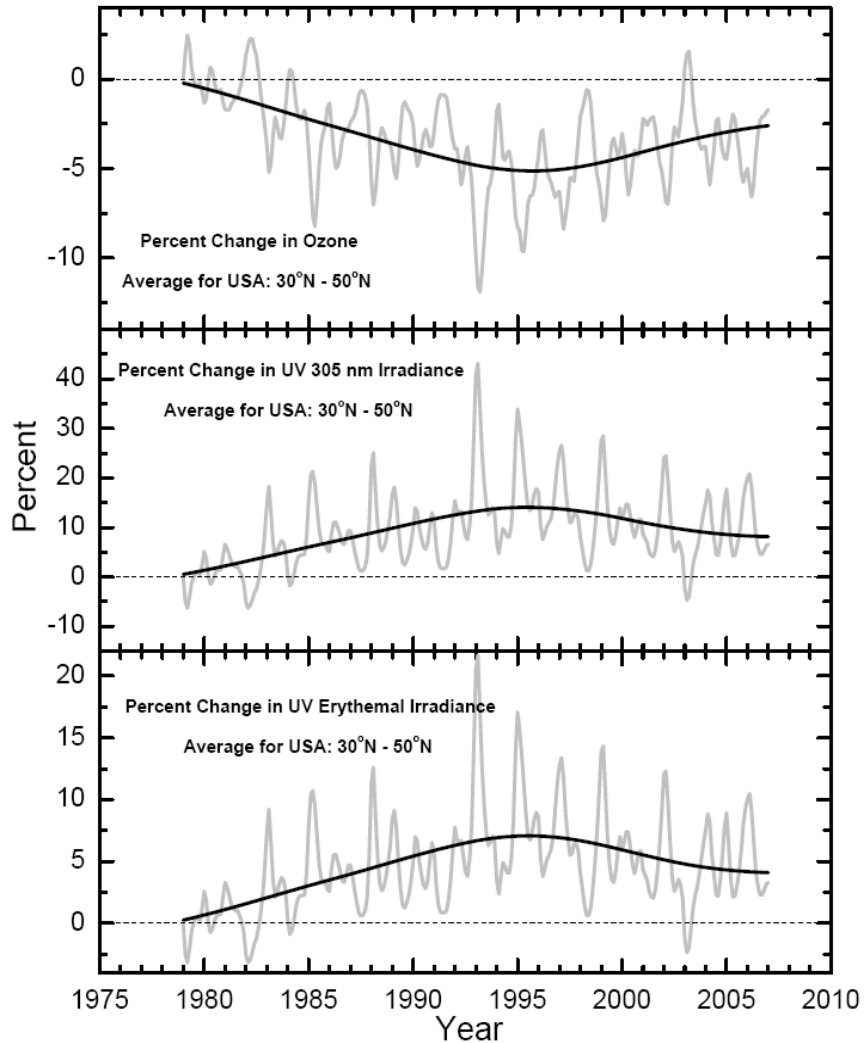 0
-5
-10
Percent Change in Ozone
Average for USA: 30°N - 50°N
40
30
20
10
0
-10
Percent Change in UV 305 nm Irradiance
Average for USA: 30°N - 50°N
Percent
20
15
10
5
0
Percent Change in UV Erythemal Irradiance
Average for USA: 30°N - 50°N
1975 1980 1985 1990 1995 2000 2005 2010
Year